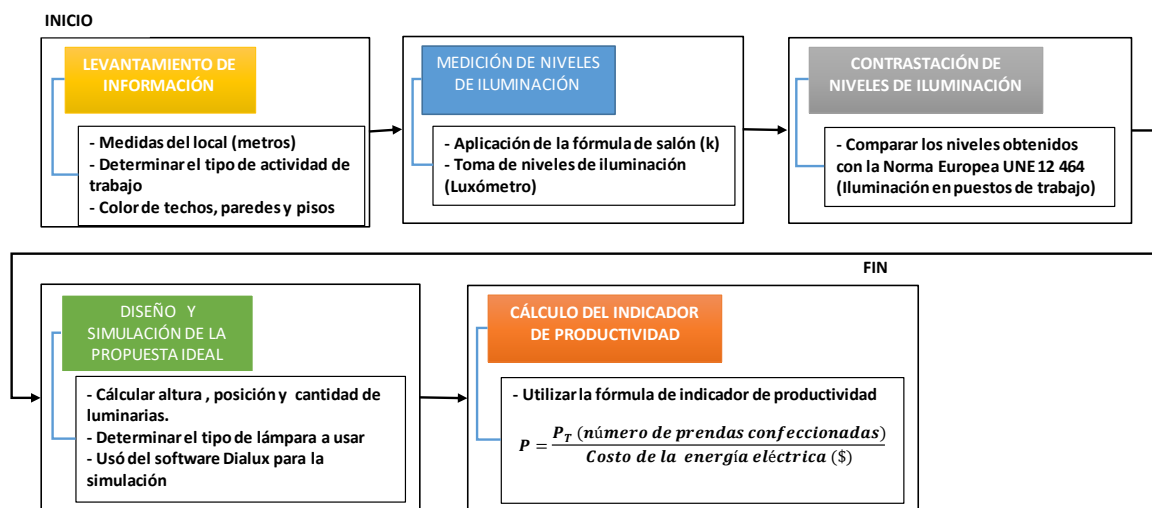 INICIO
LEVANTAMIENTO DE
INFORMACIÓN
- Medidas del local (metros)
- Determinar el tipo de actividad de
trabajo
- Color de techos, paredes y pisos
MEDICIÓN DE NIVELES
DE ILUMINACIÓN
- Aplicación de la fórmula de salón (k)
- Toma de niveles de iluminación
(Luxómetro)
CONTRASTACIÓN DE
NIVELES DE ILUMINACIÓN
- Comparar los niveles obtenidos
con la Norma Europea UNE 12 464
(Iluminación en puestos de trabajo)
FIN
DISEÑO Y
SIMULACIÓN DE LA
PROPUESTA IDEAL
- Cálcular altura , posición y cantidad de
luminarias.
- Determinar el tipo de lámpara a usar
- Usó del software Dialux para la
simulación
CÁLCULO DEL INDICADOR
DE PRODUCTIVIDAD
- Utilizar la fórmula de indicador de productividad
P = P_T (número de prendas confeccionadas)
Costo de la energía eléctrica ($)